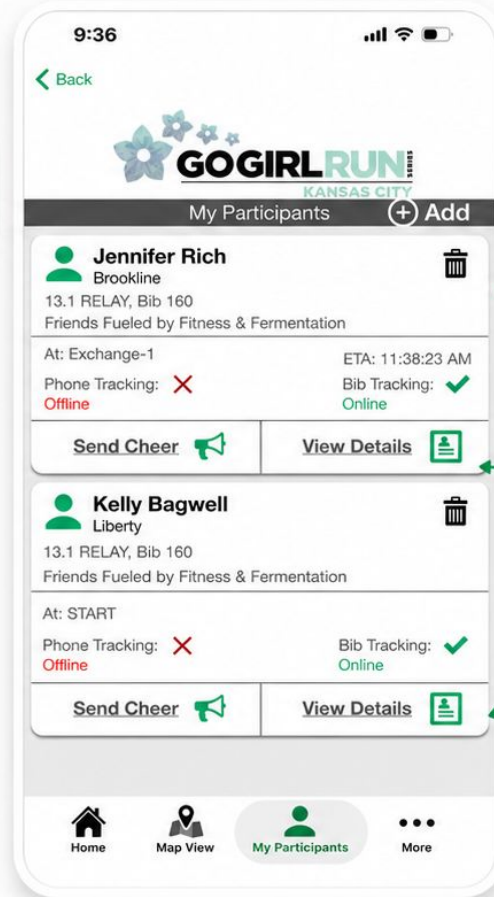 9:36
Back
GOGIRLRUN!
KANSAS CITY
My Participants + Add
Jennifer Rich
Brookline
13.1 RELAY, Bib 160
Friends Fueled by Fitness & Fermentation
At: Exchange-1 ETA: 11:38:23 AM
Phone Tracking: Bib Tracking:
Offline Online
Send Cheer View Details
Kelly Bagwell
Liberty
13.1 RELAY, Bib 160
Friends Fueled by Fitness & Fermentation
At: START
Phone Tracking: Bib Tracking:
Offline Online
Send Cheer View Details
Home Map View My Participants More